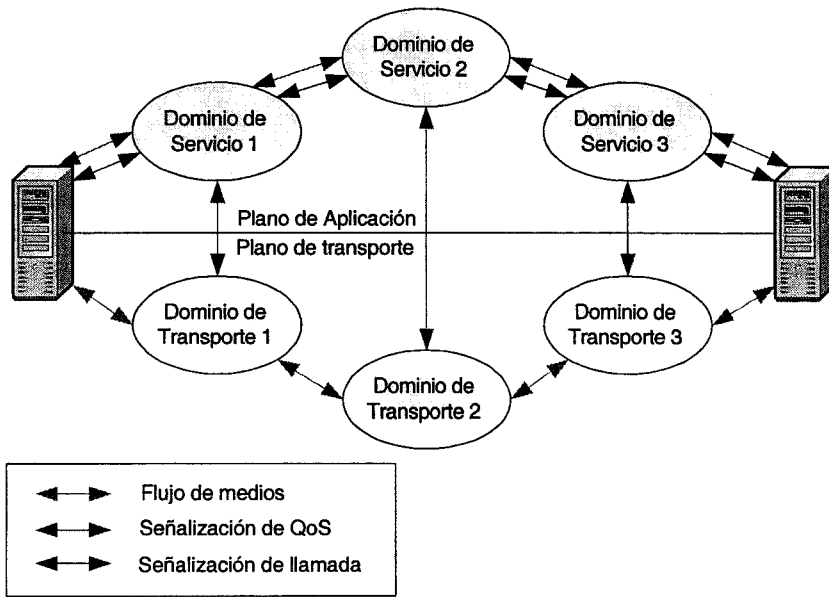 Dominio de
Servicio 2
Dominio de
Servicio 1
Dominio de
Servicio 3
Plano de Aplicación
Plano de transporte
Dominio de
Transporte 1
Dominio de
Transporte 3
Dominio de
Transporte 2
Flujo de medios
Señalización de QoS
Señalización de llamada